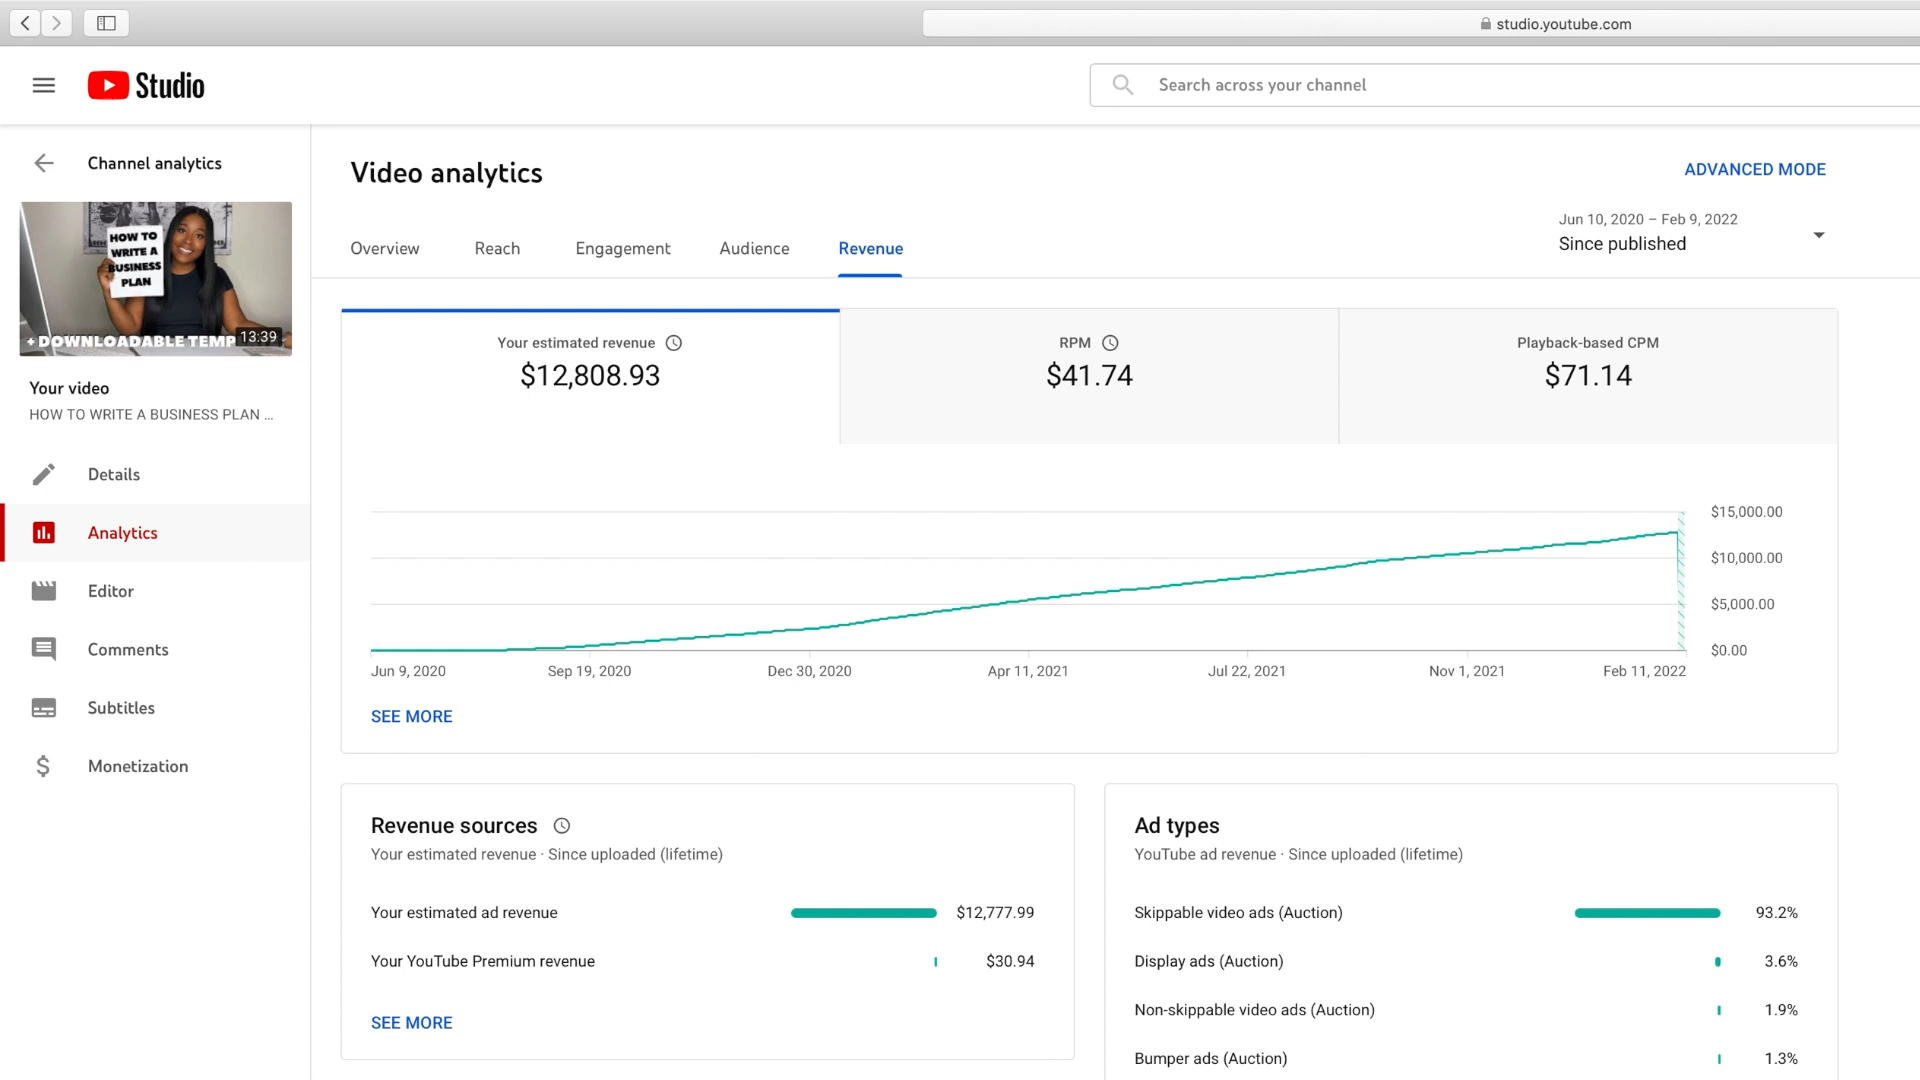 studio.youtube.com
Studio
Search across your channel
Channel analytics
HOW TO
WRITE A
BUSINESS
PLAN
+ DOWNLOADABLE TEMP
13:39
Your video
HOW TO WRITE A BUSINESS PLAN ...
Details
Analytics
Editor
Comments
Subtitles
Monetization
Video analytics
ADVANCED MODE
Jun 10, 2020 – Feb 9, 2022
Since published
Overview Reach Engagement Audience Revenue
Your estimated revenue
$12,808.93
RPM
$41.74
Playback-based CPM
$71.14
$15,000.00
$10,000.00
$5,000.00
$0.00
Jun 9, 2020 Sep 19, 2020 Dec 30, 2020 Apr 11, 2021 Jul 22, 2021 Nov 1, 2021 Feb 11, 2022
SEE MORE
Revenue sources
Your estimated revenue · Since uploaded (lifetime)
Your estimated ad revenue $12,777.99
Your YouTube Premium revenue $30.94
SEE MORE
Ad types
YouTube ad revenue · Since uploaded (lifetime)
Skippable video ads (Auction) 93.2%
Display ads (Auction) 3.6%
Non-skippable video ads (Auction) 1.9%
Bumper ads (Auction) 1.3%